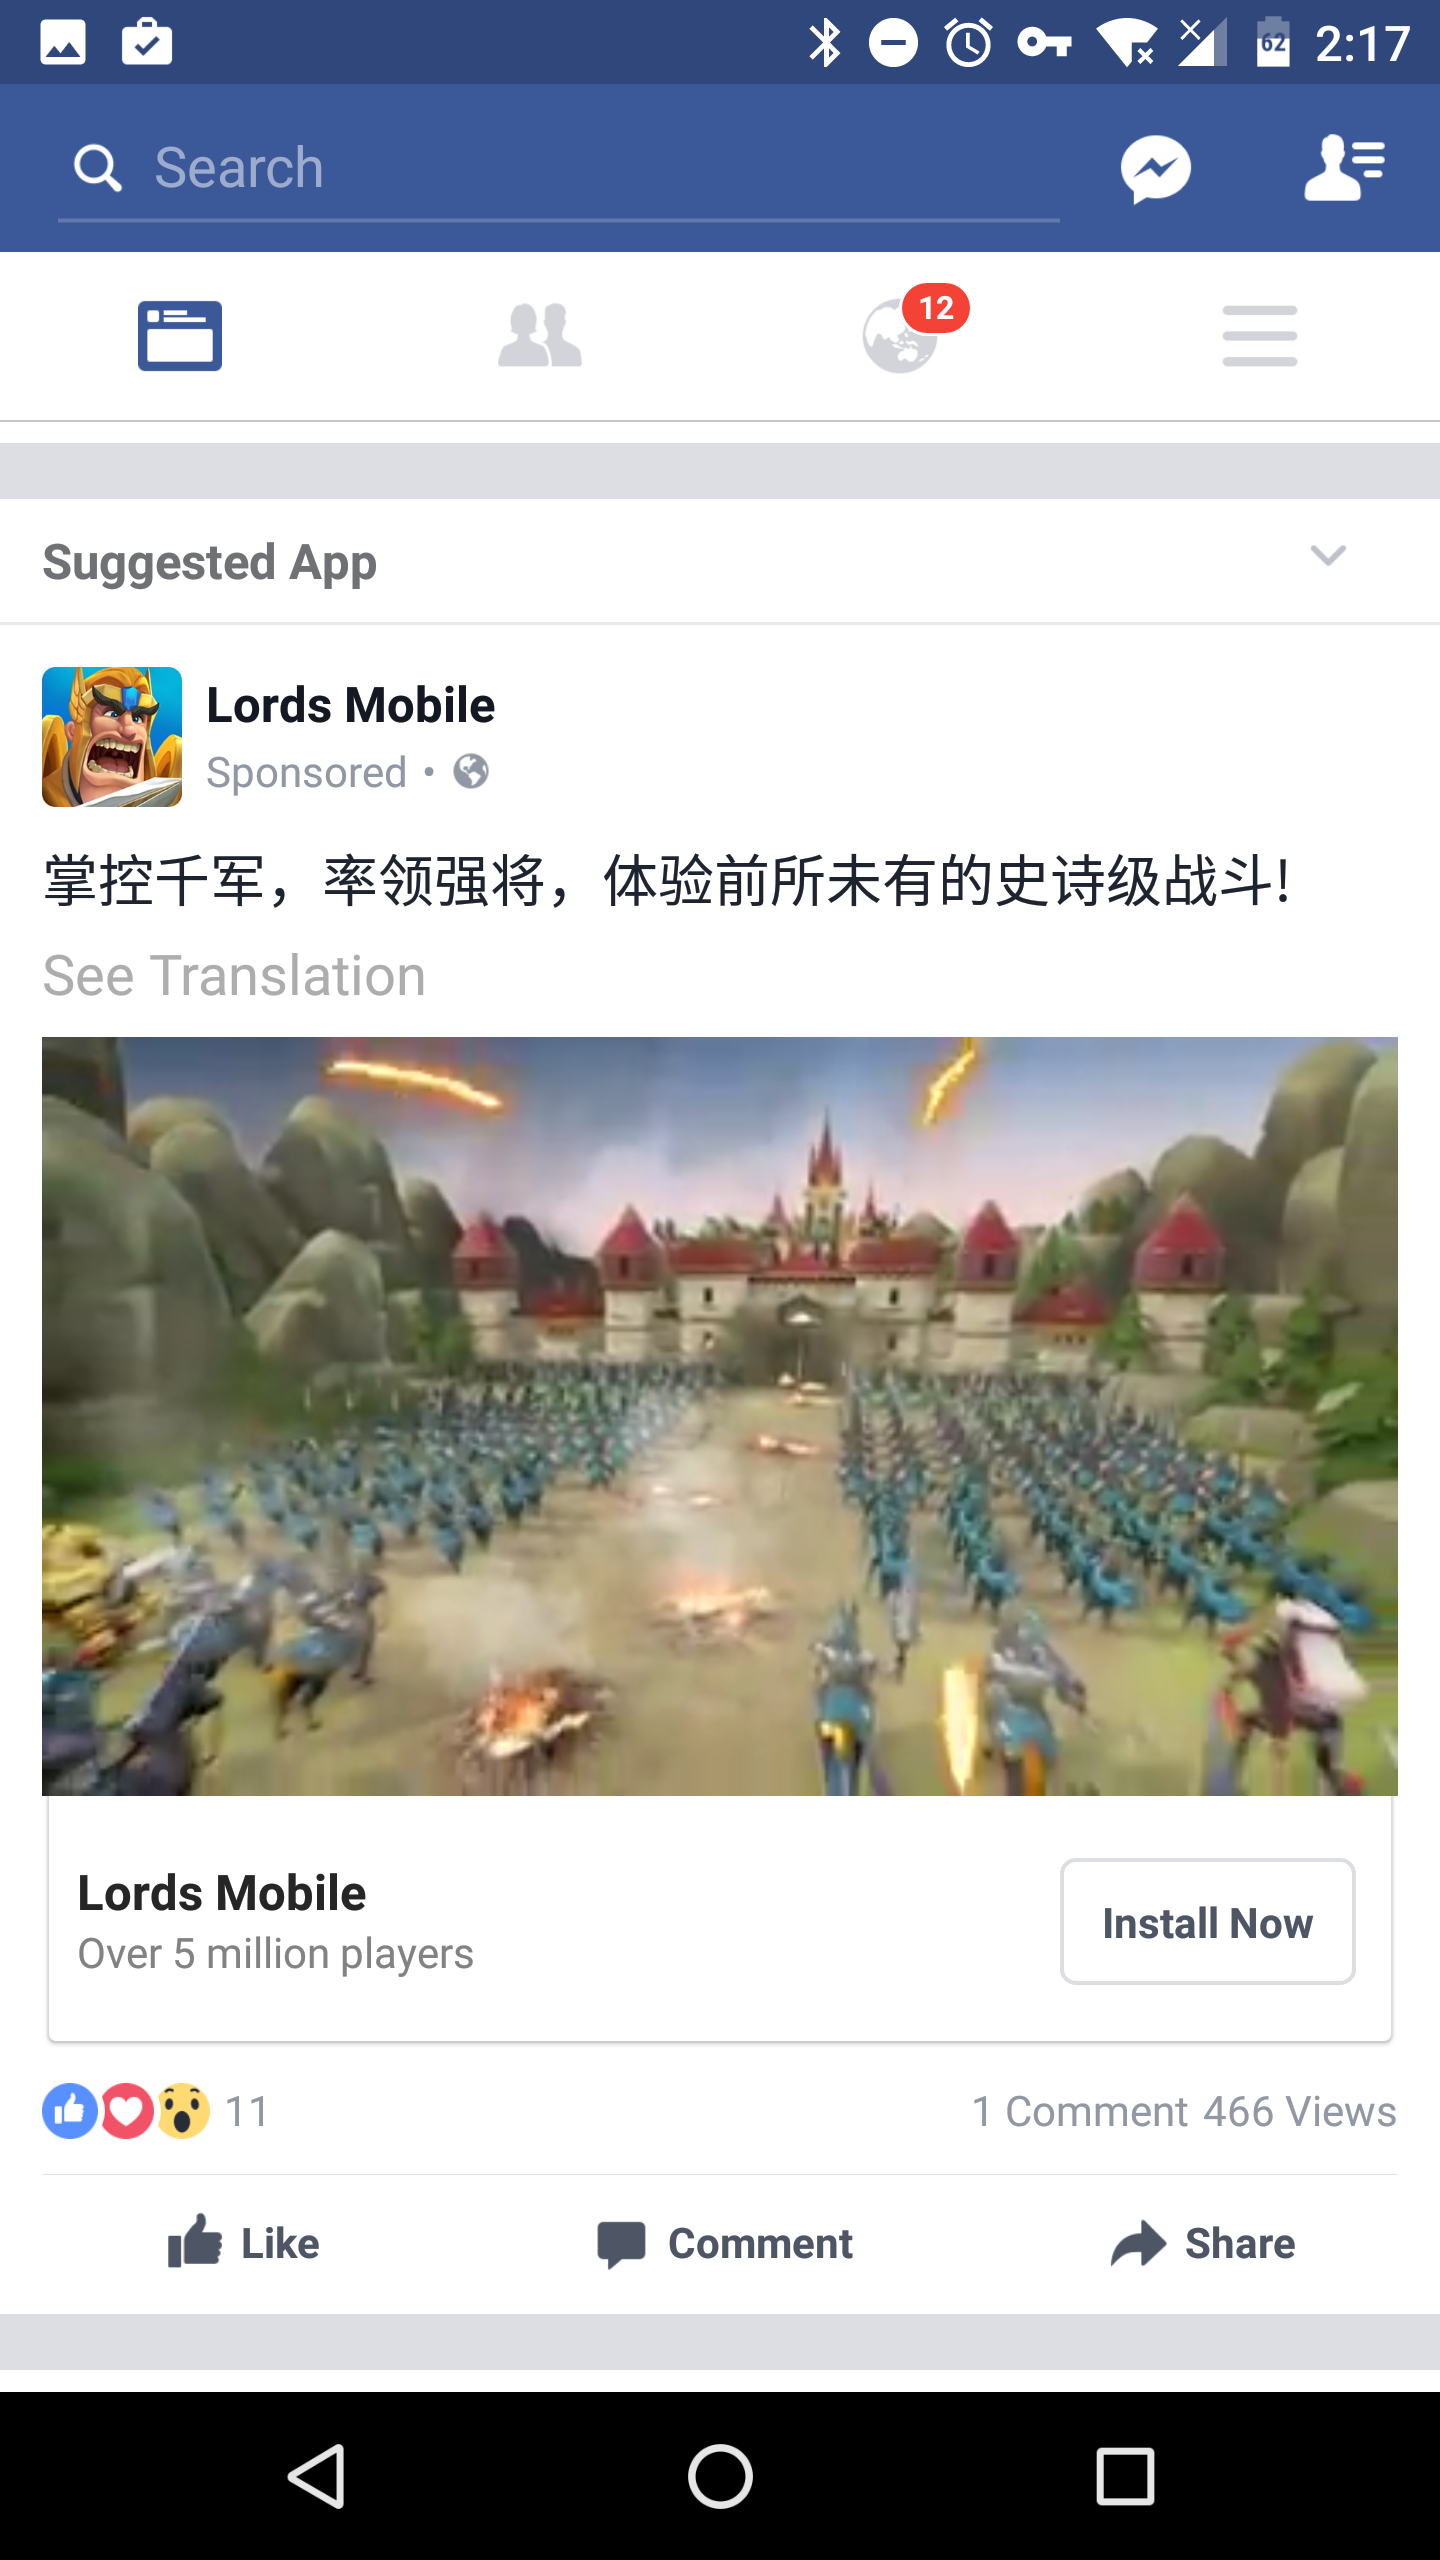 62 2:17
Search
12
Suggested App
Lords Mobile
Sponsored •
掌控千军，率领强将，体验前所未有的史诗级战斗!
See Translation
Lords Mobile
Over 5 million players
Install Now
11 1 Comment 466 Views
Like Comment Share